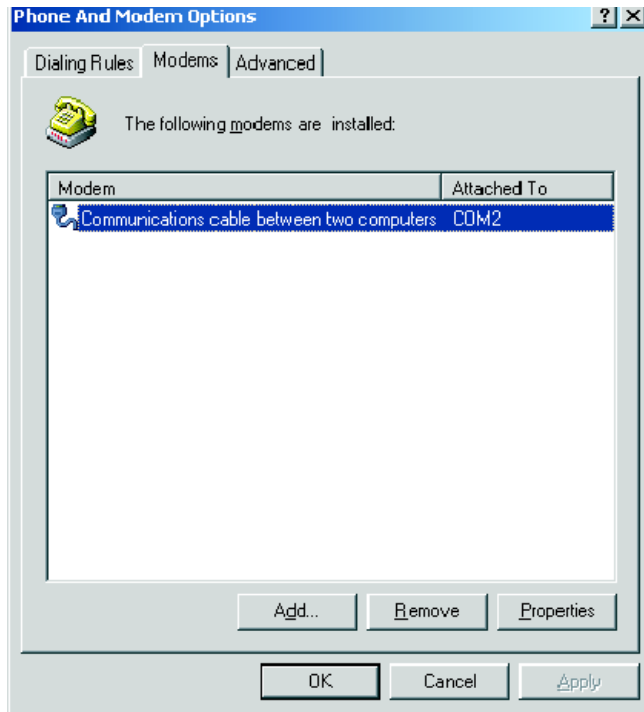 Phone And Modem Options
Dialing Rules Modems Advanced
The following modems are installed:
Modem Attached To
Communications cable between two computers COM2
Add... Remove Properties
OK Cancel Apply